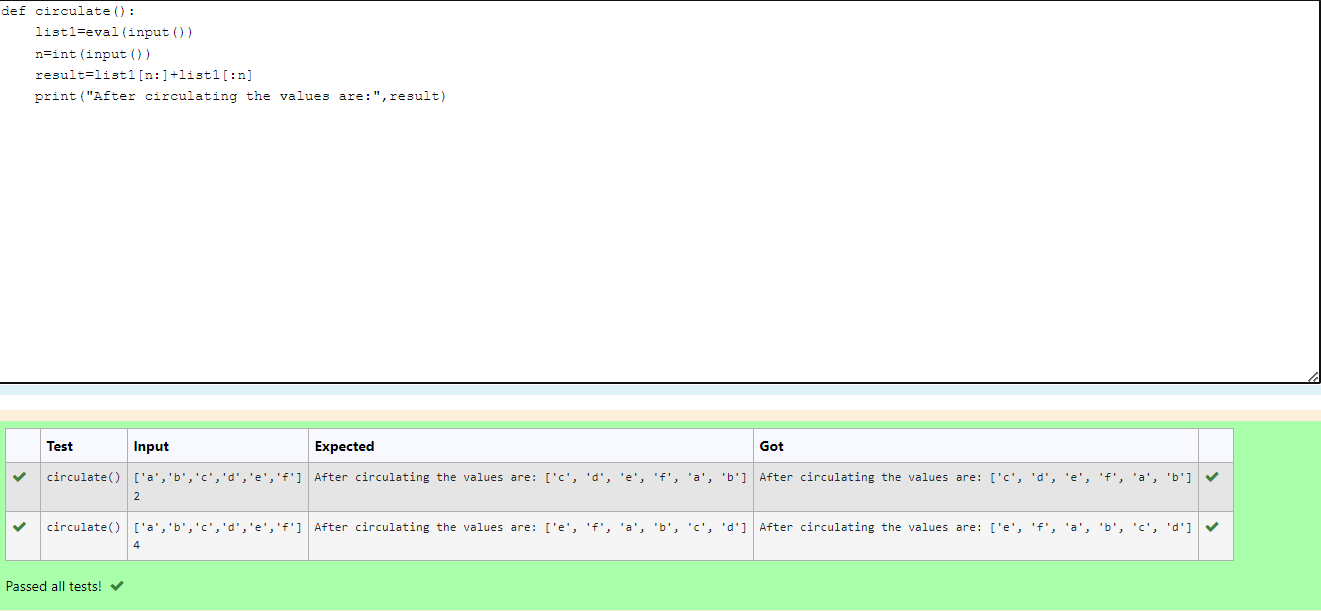 def circulate():
    list1=eval(input())
    n=int(input())
    result=list1[n:]+list1[:n]
    print("After circulating the values are:",result)
Test Input Expected Got
circulate() ['a','b','c','d','e','f'] After circulating the values are: ['c', 'd', 'e', 'f', 'a', 'b'] After circulating the values are: ['c', 'd', 'e', 'f', 'a', 'b']
2
circulate() ['a','b','c','d','e','f'] After circulating the values are: ['e', 'f', 'a', 'b', 'c', 'd'] After circulating the values are: ['e', 'f', 'a', 'b', 'c', 'd']
4
Passed all tests!